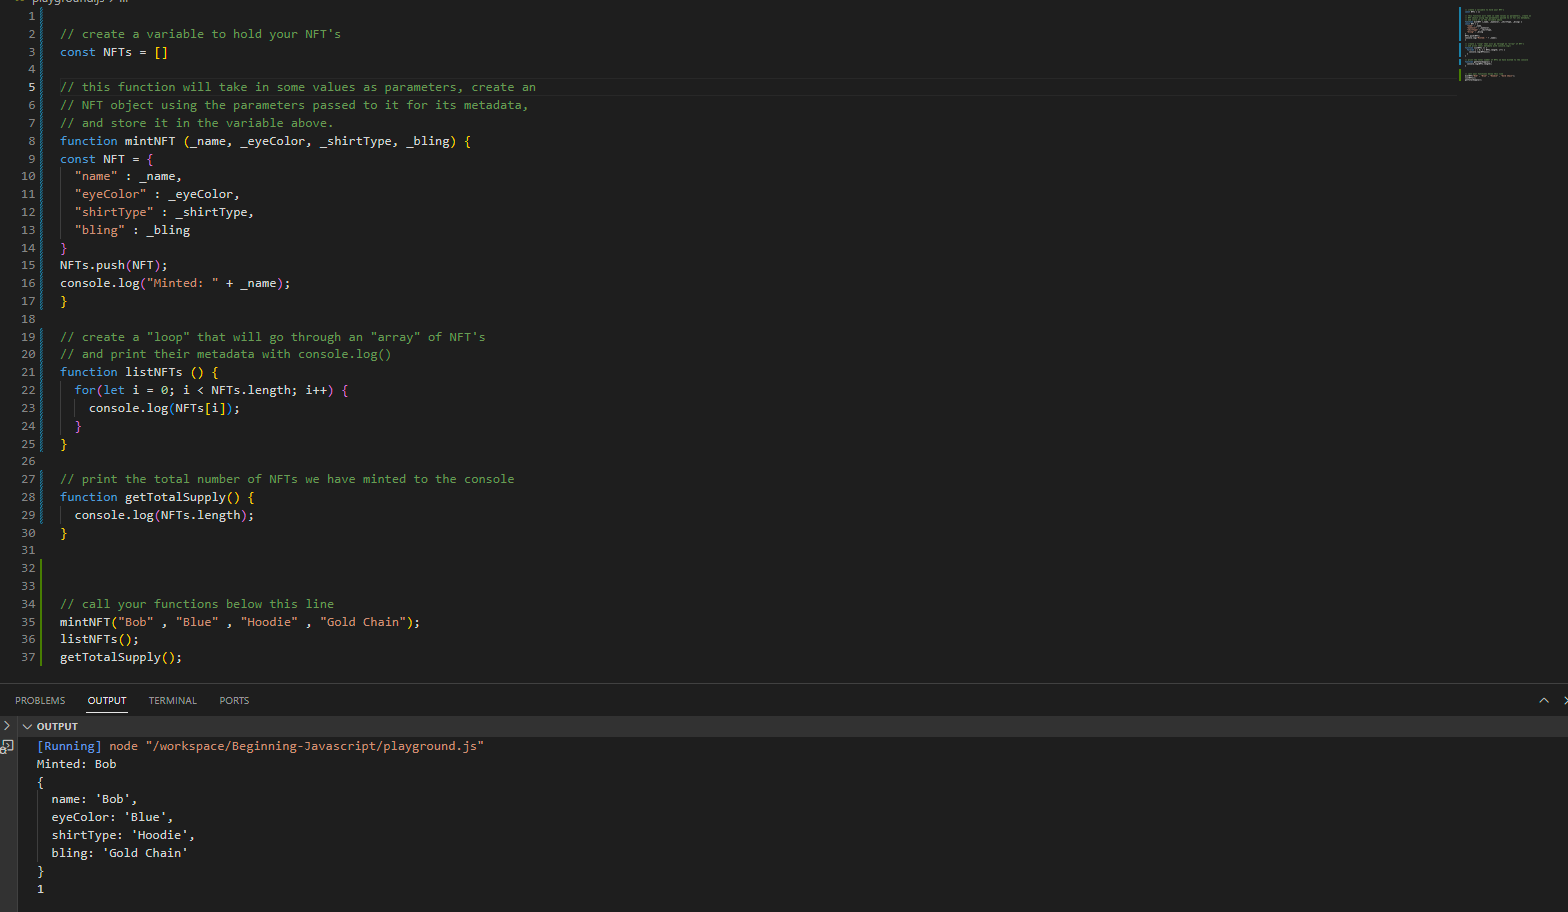 playground.js > ...
1
2 // create a variable to hold your NFT's
3 const NFTs = []
4
5 // this function will take in some values as parameters, create an
6 // NFT object using the parameters passed to it for its metadata,
7 // and store it in the variable above.
8 function mintNFT (_name, _eyeColor, _shirtType, _bling) {
9 const NFT = {
10 "name" : _name,
11 "eyeColor" : _eyeColor,
12 "shirtType" : _shirtType,
13 "bling" : _bling
14 }
15 NFTs.push(NFT);
16 console.log("Minted: " + _name);
17 }
18
19 // create a "loop" that will go through an "array" of NFT's
20 // and print their metadata with console.log()
21 function listNFTs () {
22 for(let i = 0; i < NFTs.length; i++) {
23 console.log(NFTs[i]);
24 }
25 }
26
27 // print the total number of NFTs we have minted to the console
28 function getTotalSupply() {
29 console.log(NFTs.length);
30 }
31
32
33
34 // call your functions below this line
35 mintNFT("Bob" , "Blue" , "Hoodie" , "Gold Chain");
36 listNFTs();
37 getTotalSupply();
PROBLEMS OUTPUT TERMINAL PORTS
OUTPUT
[Running] node "/workspace/Beginning-Javascript/playground.js"
Minted: Bob
{
name: 'Bob',
eyeColor: 'Blue',
shirtType: 'Hoodie',
bling: 'Gold Chain'
}
1